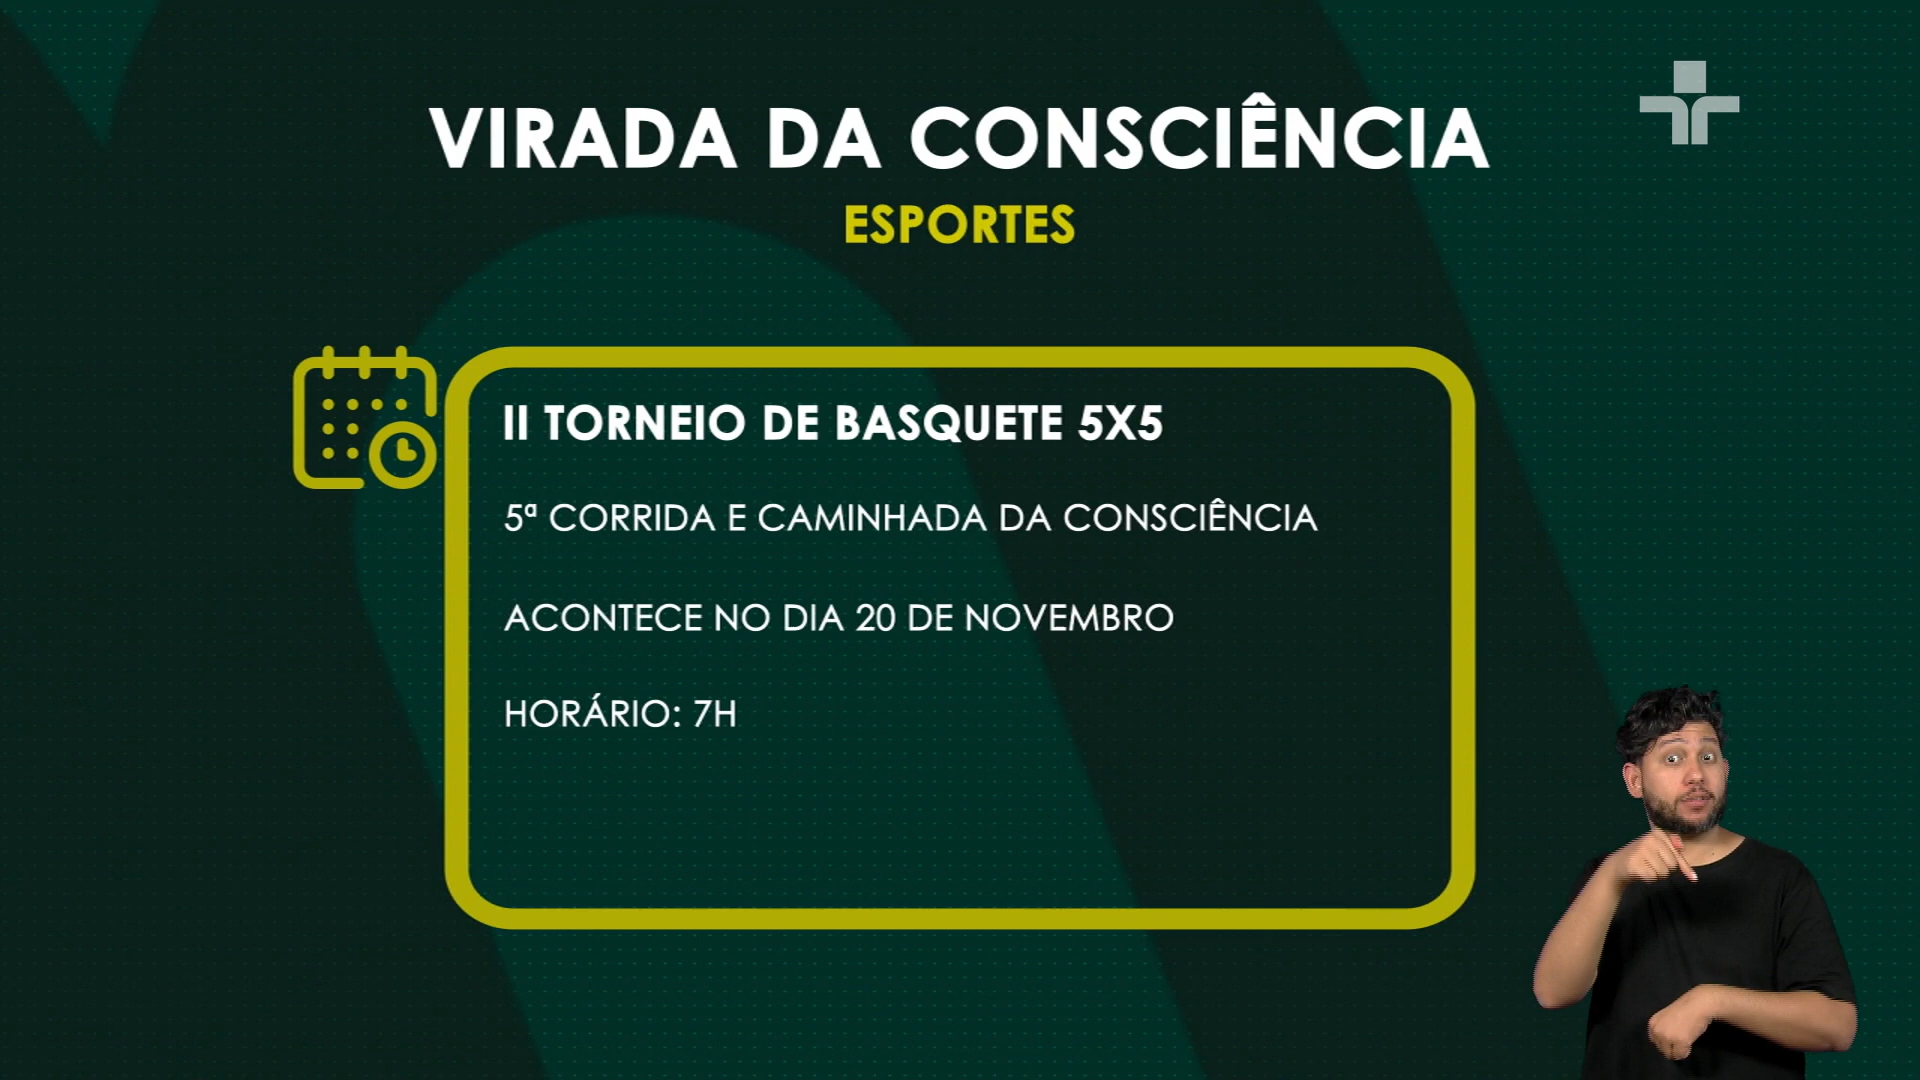 VIRADA DA CONSCIÊNCIA
ESPORTES
II TORNEIO DE BASQUETE 5X5
5ª CORRIDA E CAMINHADA DA CONSCIÊNCIA
ACONTECE NO DIA 20 DE NOVEMBRO
HORÁRIO: 7H